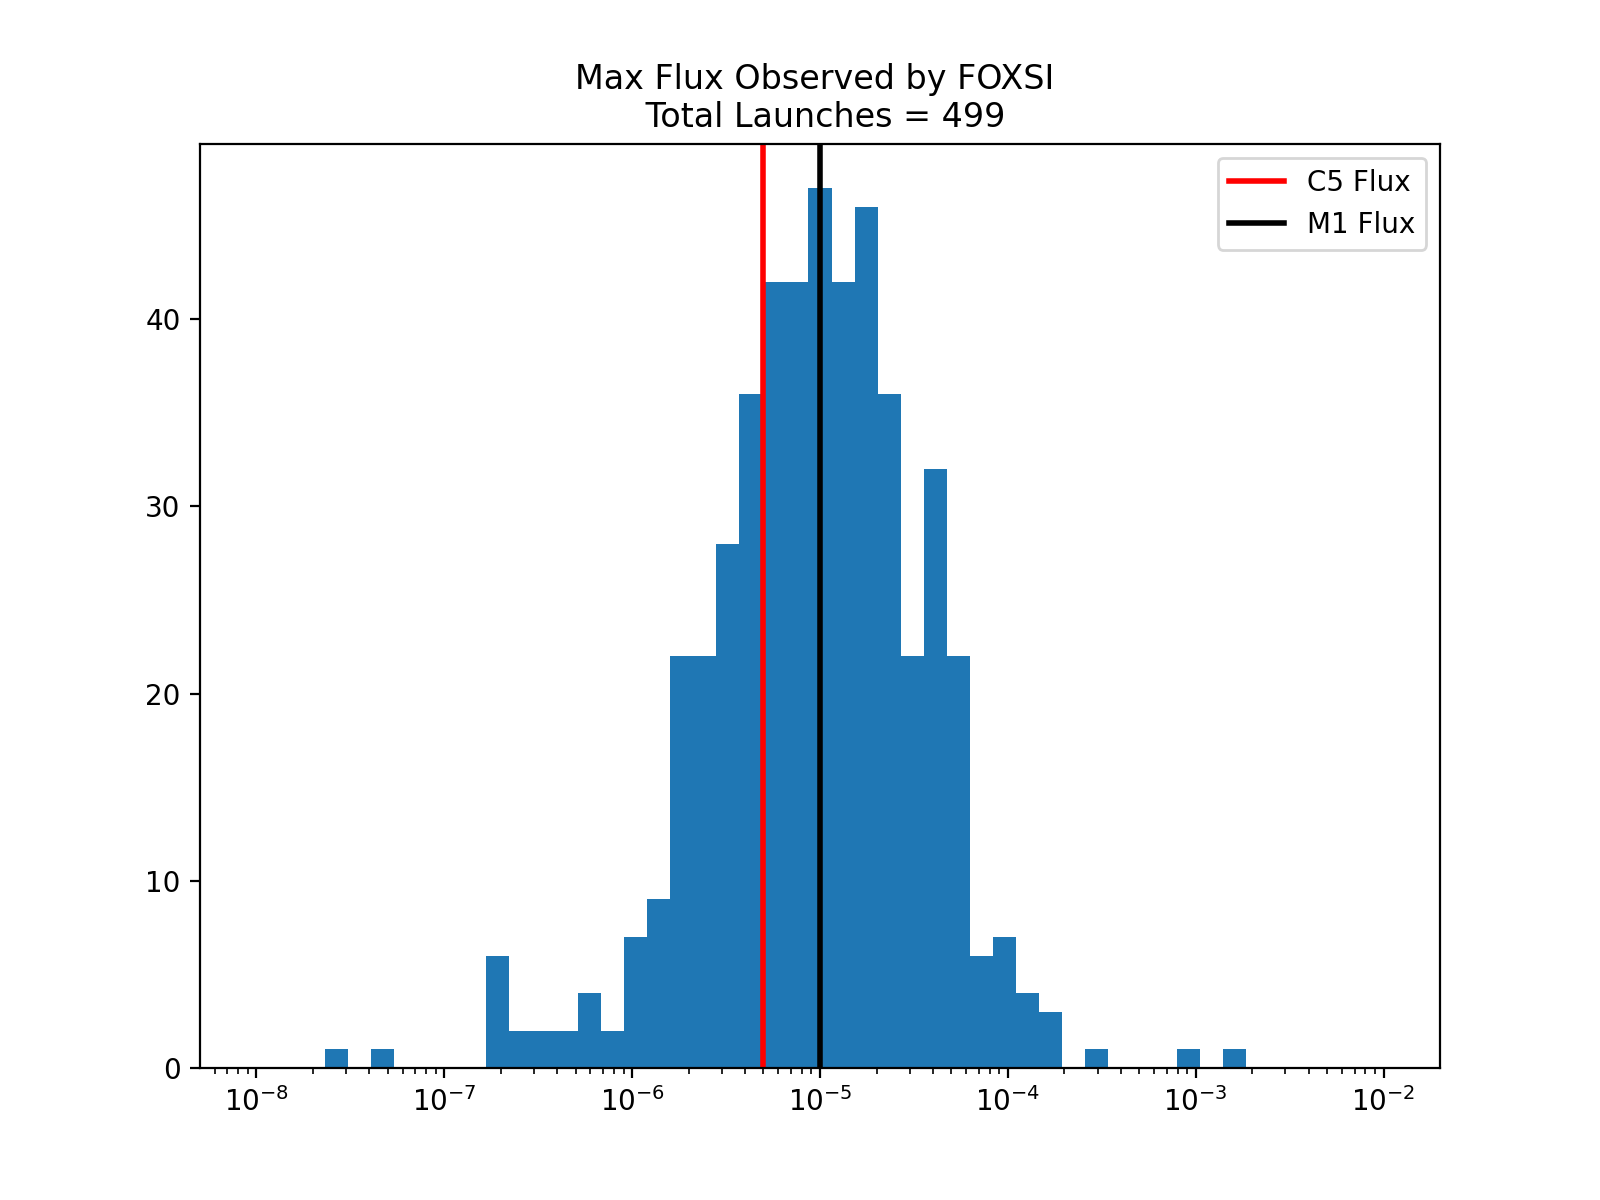 Max Flux Observed by FOXSI
Total Launches = 499
C5 Flux
M1 Flux
40
30
20
10
0
10⁻⁸ 10⁻⁷ 10⁻⁶ 10⁻⁵ 10⁻⁴ 10⁻³ 10⁻²